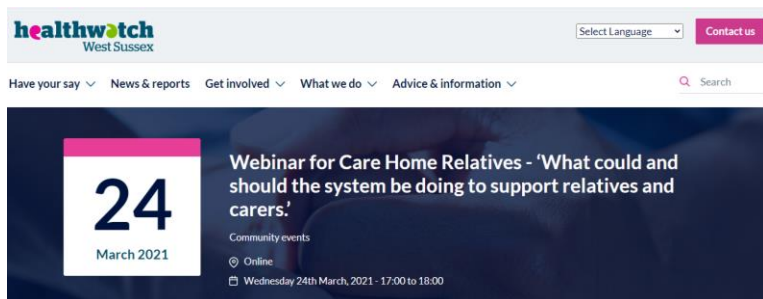 healthwatch
West Sussex
Select Language
Contact us
Have your say
News & reports
Get involved
What we do
Advice & information
Search
24
March 2021
Webinar for Care Home Relatives - ‘What could and
should the system be doing to support relatives and
carers.’
Community events
Online
Wednesday 24th March, 2021 - 17:00 to 18:00